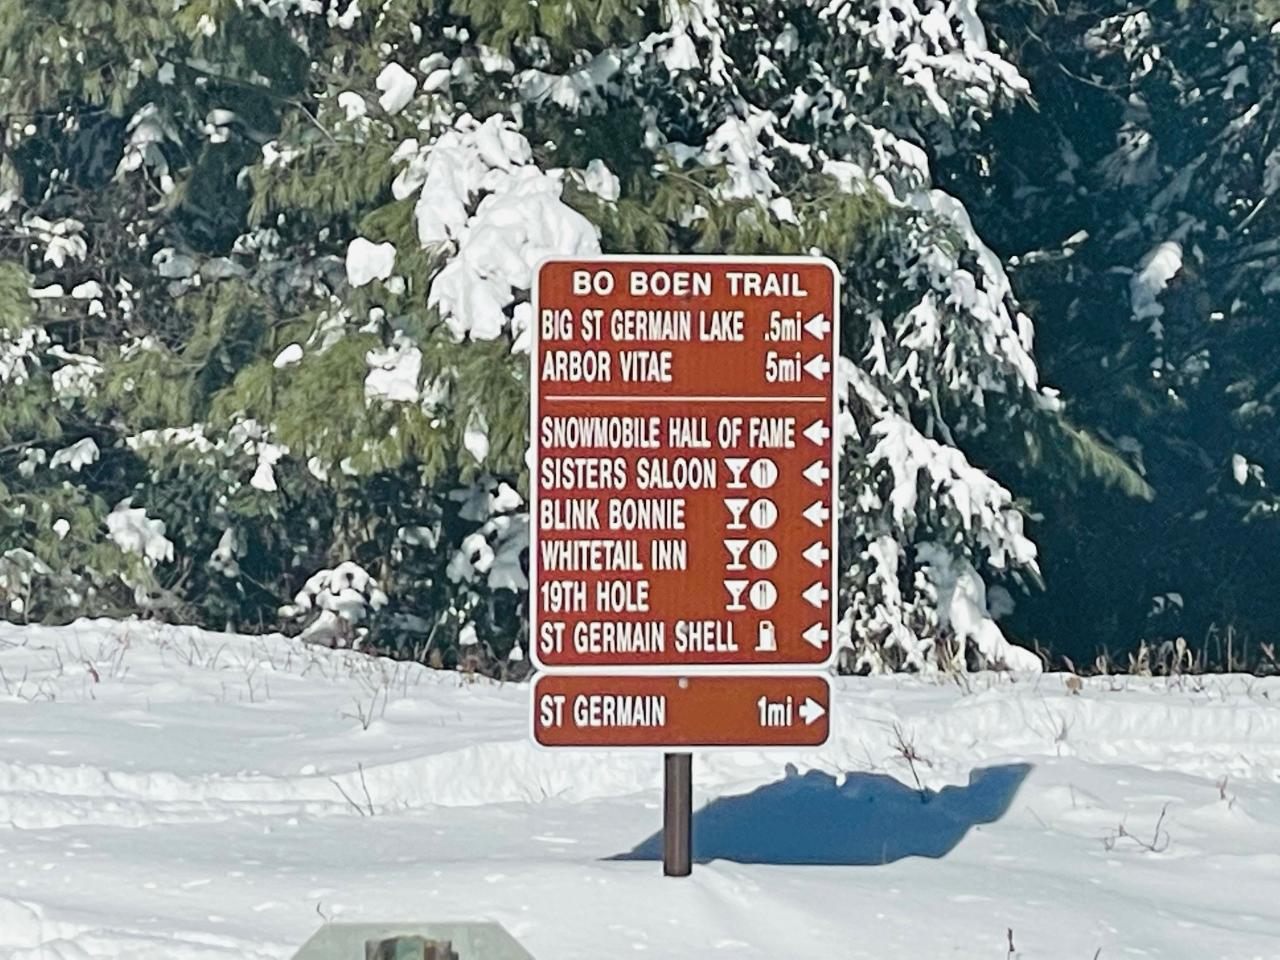 BO BOEN TRAIL
BIG ST GERMAIN LAKE .5mi
ARBOR VITAE 5mi
SNOWMOBILE HALL OF FAME
SISTERS SALOON
BLINK BONNIE
WHITETAIL INN
19TH HOLE
ST GERMAIN SHELL
ST GERMAIN 1mi